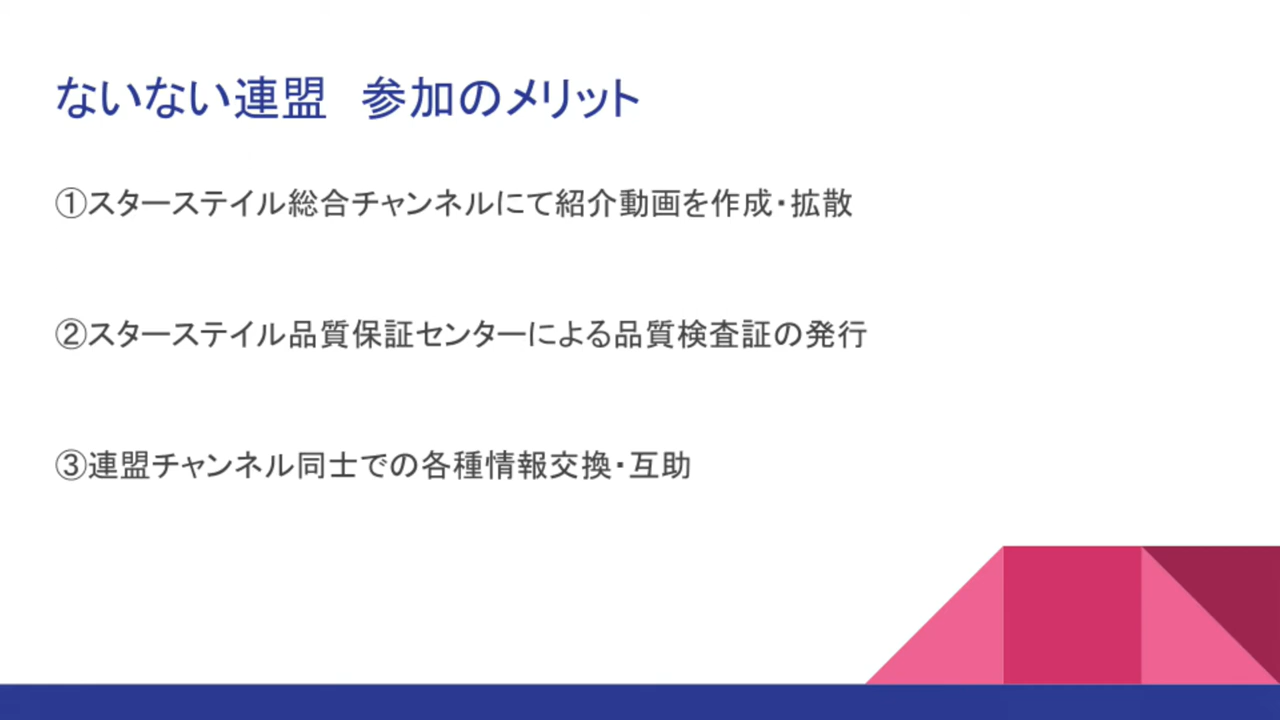 ないない連盟　参加のメリット
①スターステイル総合チャンネルにて紹介動画を作成・拡散
②スターステイル品質保証センターによる品質検査証の発行
③連盟チャンネル同士での各種情報交換・互助